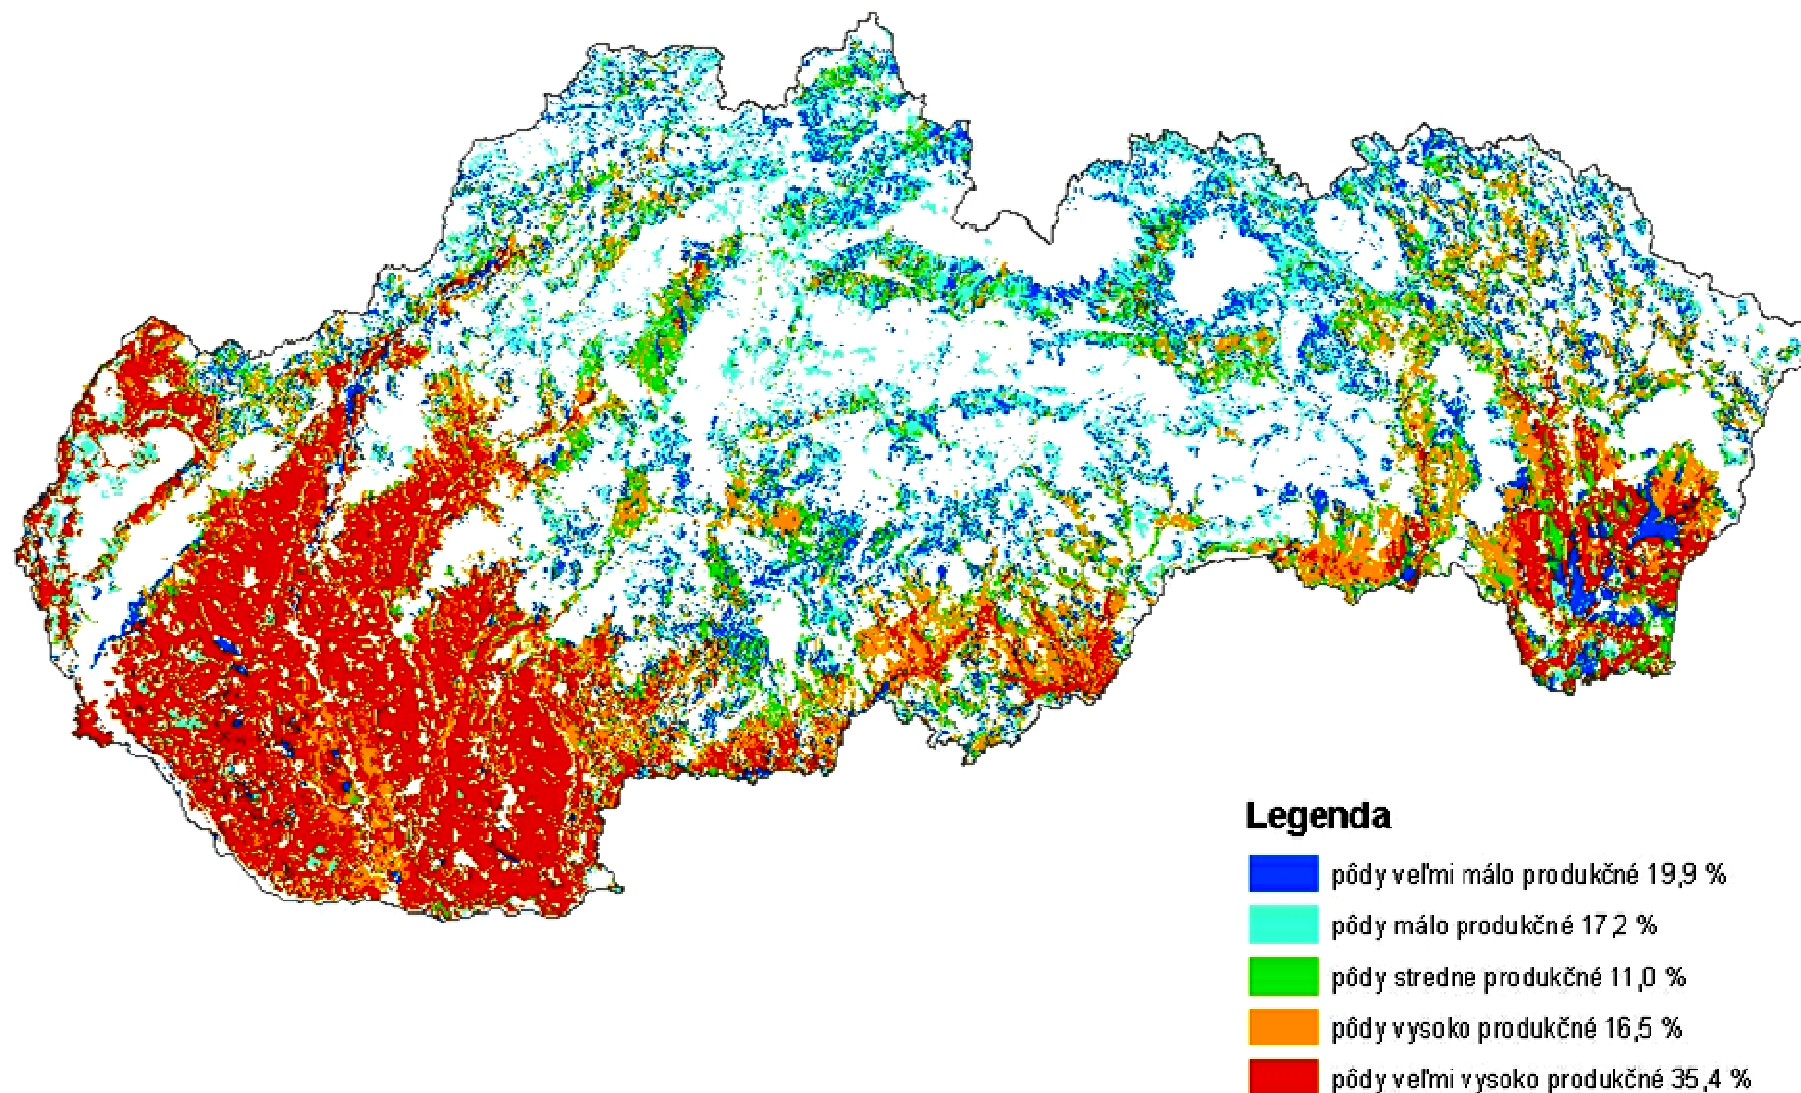 Legenda
pôdy veľmi málo produkčné 19,9 %
pôdy málo produkčné 17,2 %
pôdy stredne produkčné 11,0 %
pôdy vysoko produkčné 16,5 %
pôdy veľmi vysoko produkčné 35,4 %